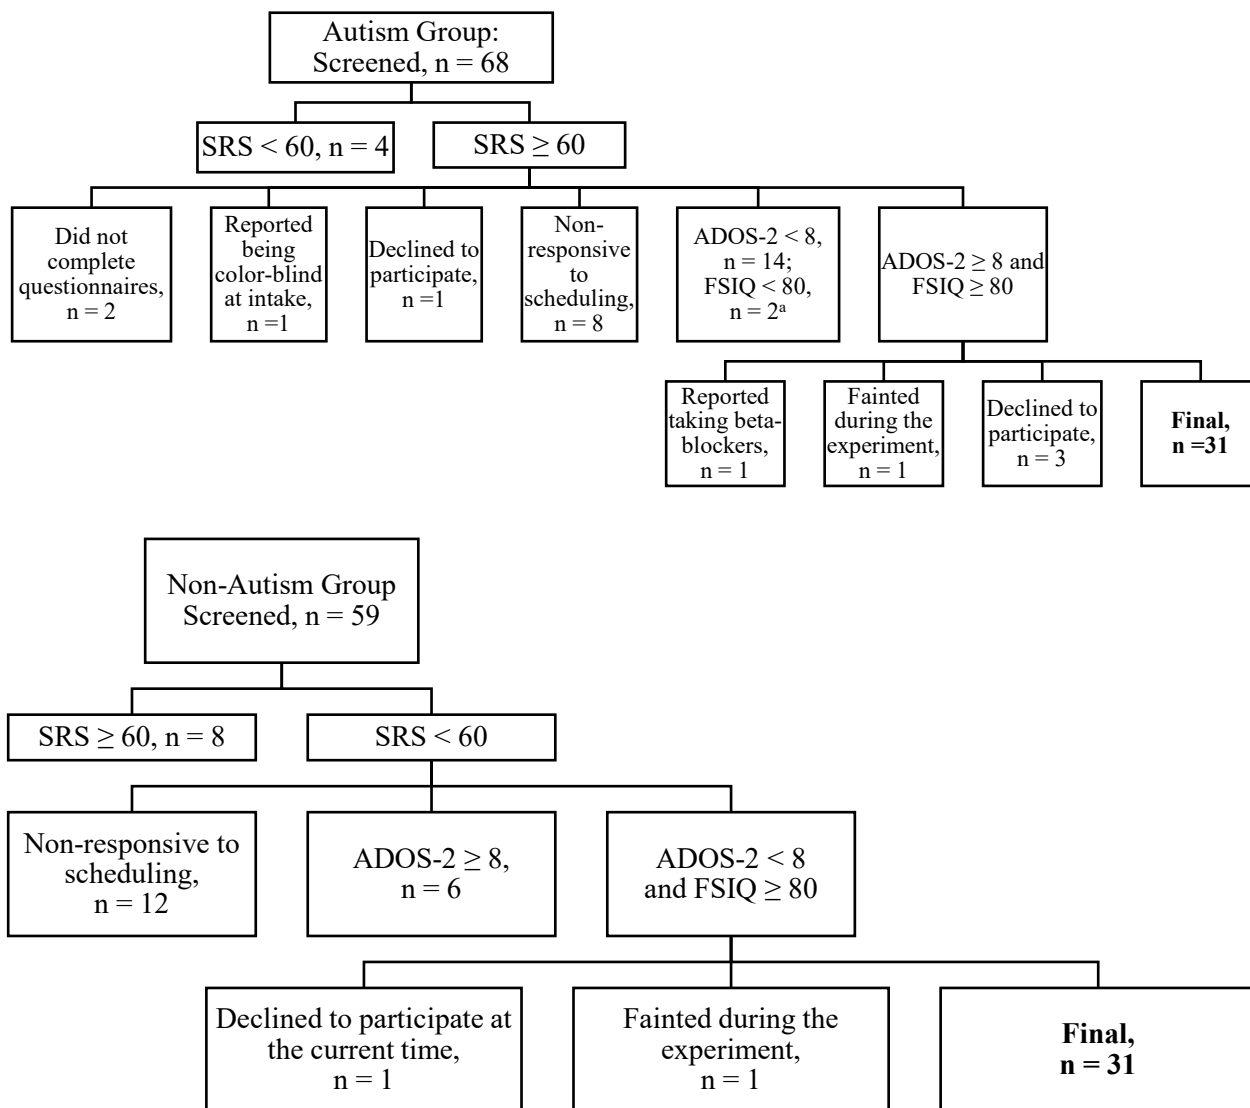 Autism Group:
Screened, n = 68
SRS < 60, n = 4
SRS ≥ 60
Did not
complete
questionnaires,
n = 2
Reported
being
color-blind
at intake,
n =1
Declined to
participate,
n =1
Non-
responsive
to
scheduling,
n = 8
ADOS-2 < 8,
n = 14;
FSIQ < 80,
n = 2ᵃ
ADOS-2 ≥ 8 and
FSIQ ≥ 80
Reported
taking beta-
blockers,
n = 1
Fainted
during the
experiment,
n = 1
Declined to
participate,
n = 3
Final,
n =31
Non-Autism Group
Screened, n = 59
SRS ≥ 60, n = 8
SRS < 60
Non-responsive to
scheduling,
n = 12
ADOS-2 ≥ 8,
n = 6
ADOS-2 < 8
and FSIQ ≥ 80
Declined to participate at
the current time,
n = 1
Fainted during the
experiment,
n = 1
Final,
n = 31